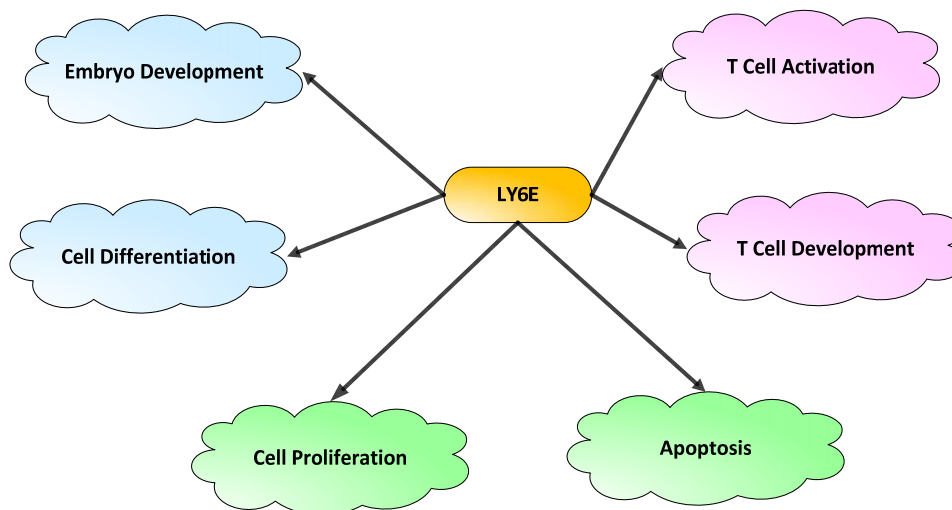 Embryo Development
T Cell Activation
LY6E
Cell Differentiation
T Cell Development
Cell Proliferation
Apoptosis